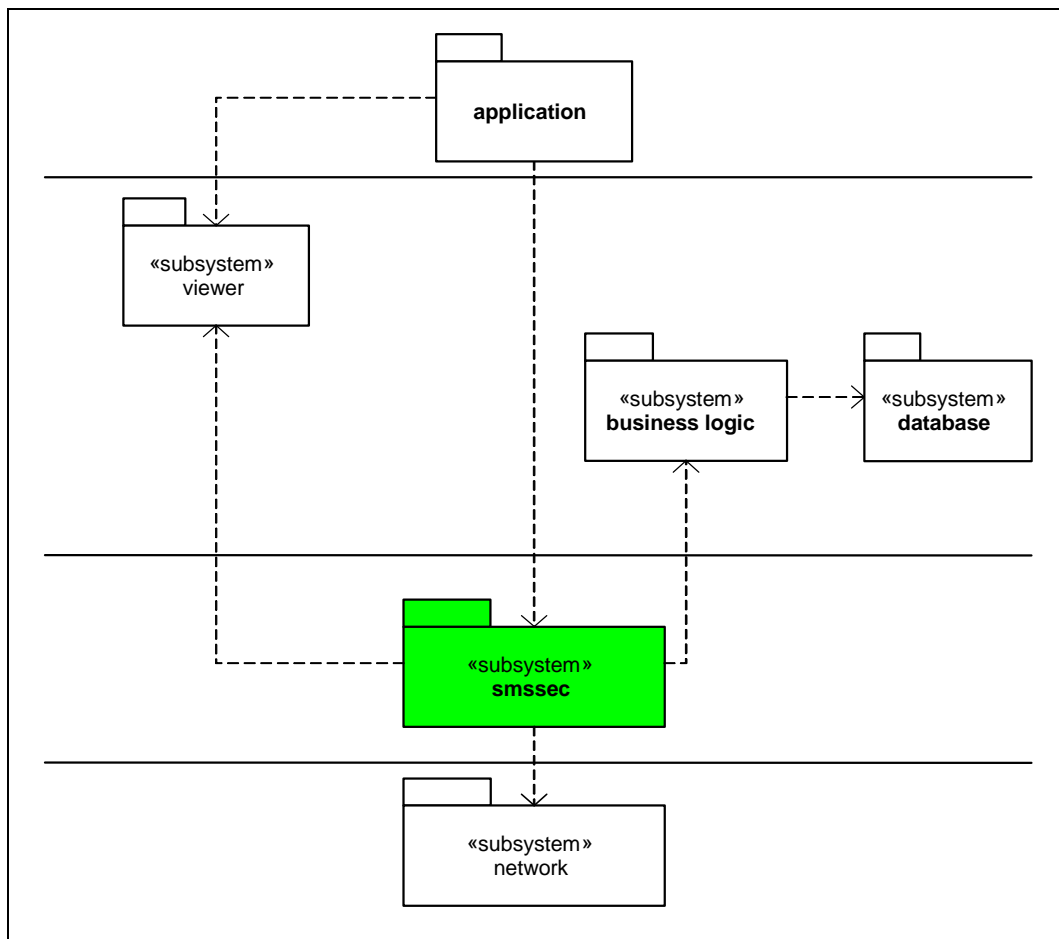 application
«subsystem»
viewer
«subsystem»
business logic
«subsystem»
database
«subsystem»
smssec
«subsystem»
network